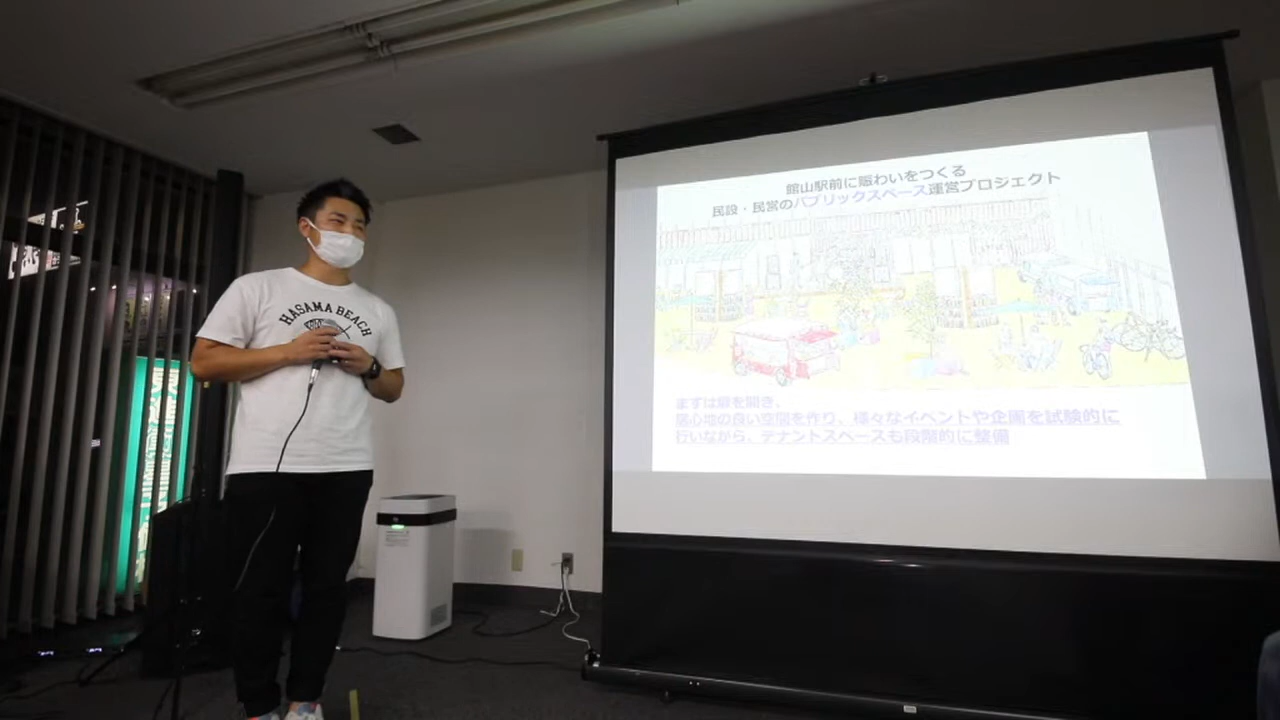 HASAMA BEACH
館山駅前に賑わいをつくる
民設・民営のパブリックスペース運営プロジェクト
まずは扉を開き、
居心地の良い空間を作り、様々なイベントや企画を試験的に
行いながら、テナントスペースも段階的に整備